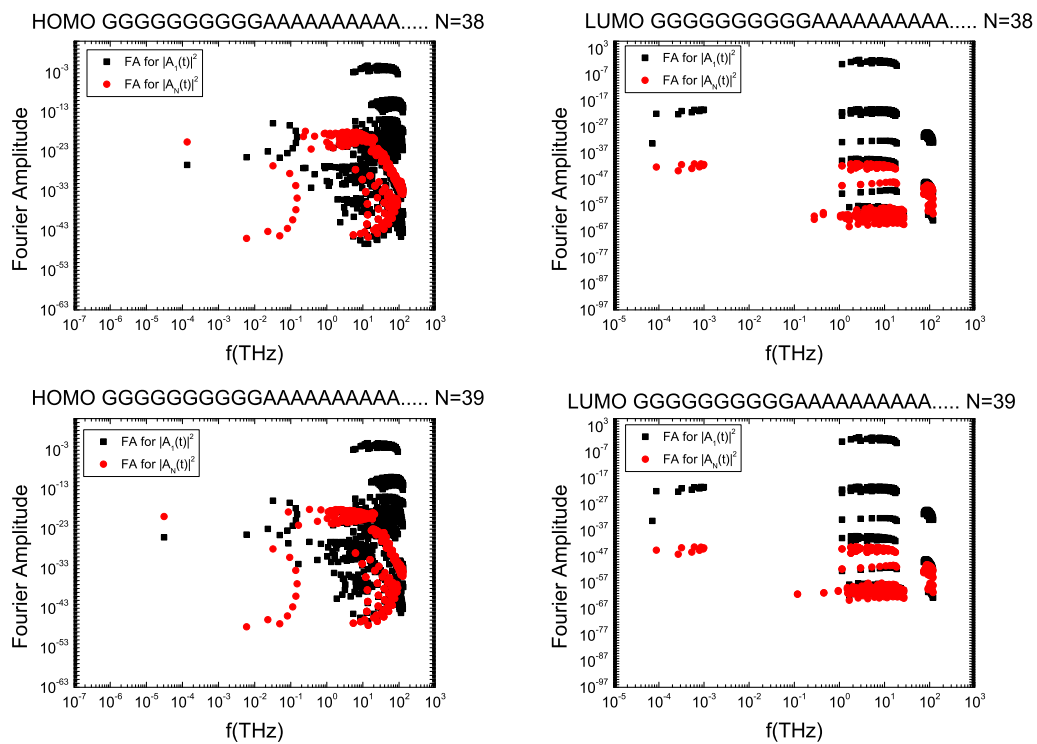 HOMO GGGGGGGGGGAAAAAAAAAA..... N=38
FA for |A₁(t)|²
FA for |A_N(t)|²
Fourier Amplitude
10⁻³
10⁻¹³
10⁻²³
10⁻³³
10⁻⁴³
10⁻⁵³
10⁻⁶³
10⁻⁷ 10⁻⁶ 10⁻⁵ 10⁻⁴ 10⁻³ 10⁻² 10⁻¹ 10⁰ 10¹ 10² 10³
f(THz)
LUMO GGGGGGGGGGAAAAAAAAAA..... N=38
FA for |A₁(t)|²
FA for |A_N(t)|²
Fourier Amplitude
10³
10⁻⁷
10⁻¹⁷
10⁻²⁷
10⁻³⁷
10⁻⁴⁷
10⁻⁵⁷
10⁻⁶⁷
10⁻⁷⁷
10⁻⁸⁷
10⁻⁹⁷
10⁻⁵ 10⁻⁴ 10⁻³ 10⁻² 10⁻¹ 10⁰ 10¹ 10² 10³
f(THz)
HOMO GGGGGGGGGGAAAAAAAAAA..... N=39
FA for |A₁(t)|²
FA for |A_N(t)|²
Fourier Amplitude
10⁻³
10⁻¹³
10⁻²³
10⁻³³
10⁻⁴³
10⁻⁵³
10⁻⁶³
10⁻⁷ 10⁻⁶ 10⁻⁵ 10⁻⁴ 10⁻³ 10⁻² 10⁻¹ 10⁰ 10¹ 10² 10³
f(THz)
LUMO GGGGGGGGGGAAAAAAAAAA..... N=39
FA for |A₁(t)|²
FA for |A_N(t)|²
Fourier Amplitude
10³
10⁻⁷
10⁻¹⁷
10⁻²⁷
10⁻³⁷
10⁻⁴⁷
10⁻⁵⁷
10⁻⁶⁷
10⁻⁷⁷
10⁻⁸⁷
10⁻⁹⁷
10⁻⁵ 10⁻⁴ 10⁻³ 10⁻² 10⁻¹ 10⁰ 10¹ 10² 10³
f(THz)